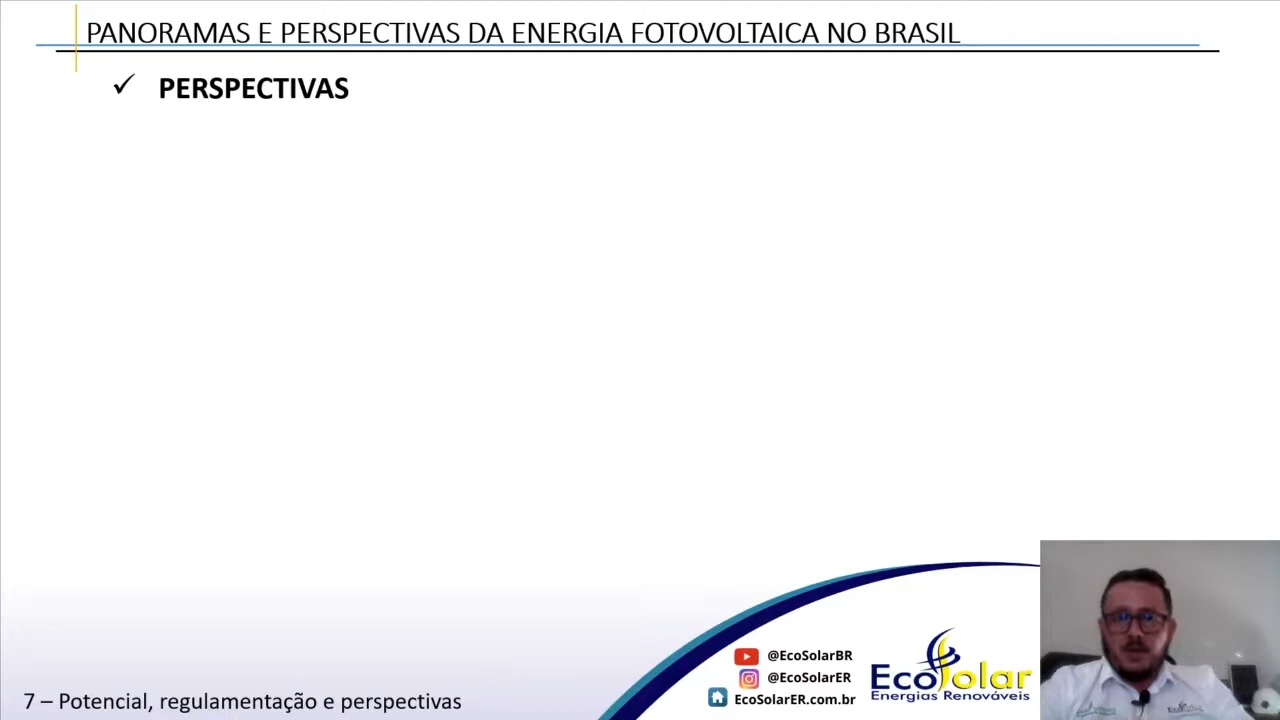 PANORAMAS E PERSPECTIVAS DA ENERGIA FOTOVOLTAICA NO BRASIL
✓ PERSPECTIVAS
@EcoSolarBR
@EcoSolarER
EcoSolarER.com.br
EcoSolar
Energias Renováveis
7 – Potencial, regulamentação e perspectivas